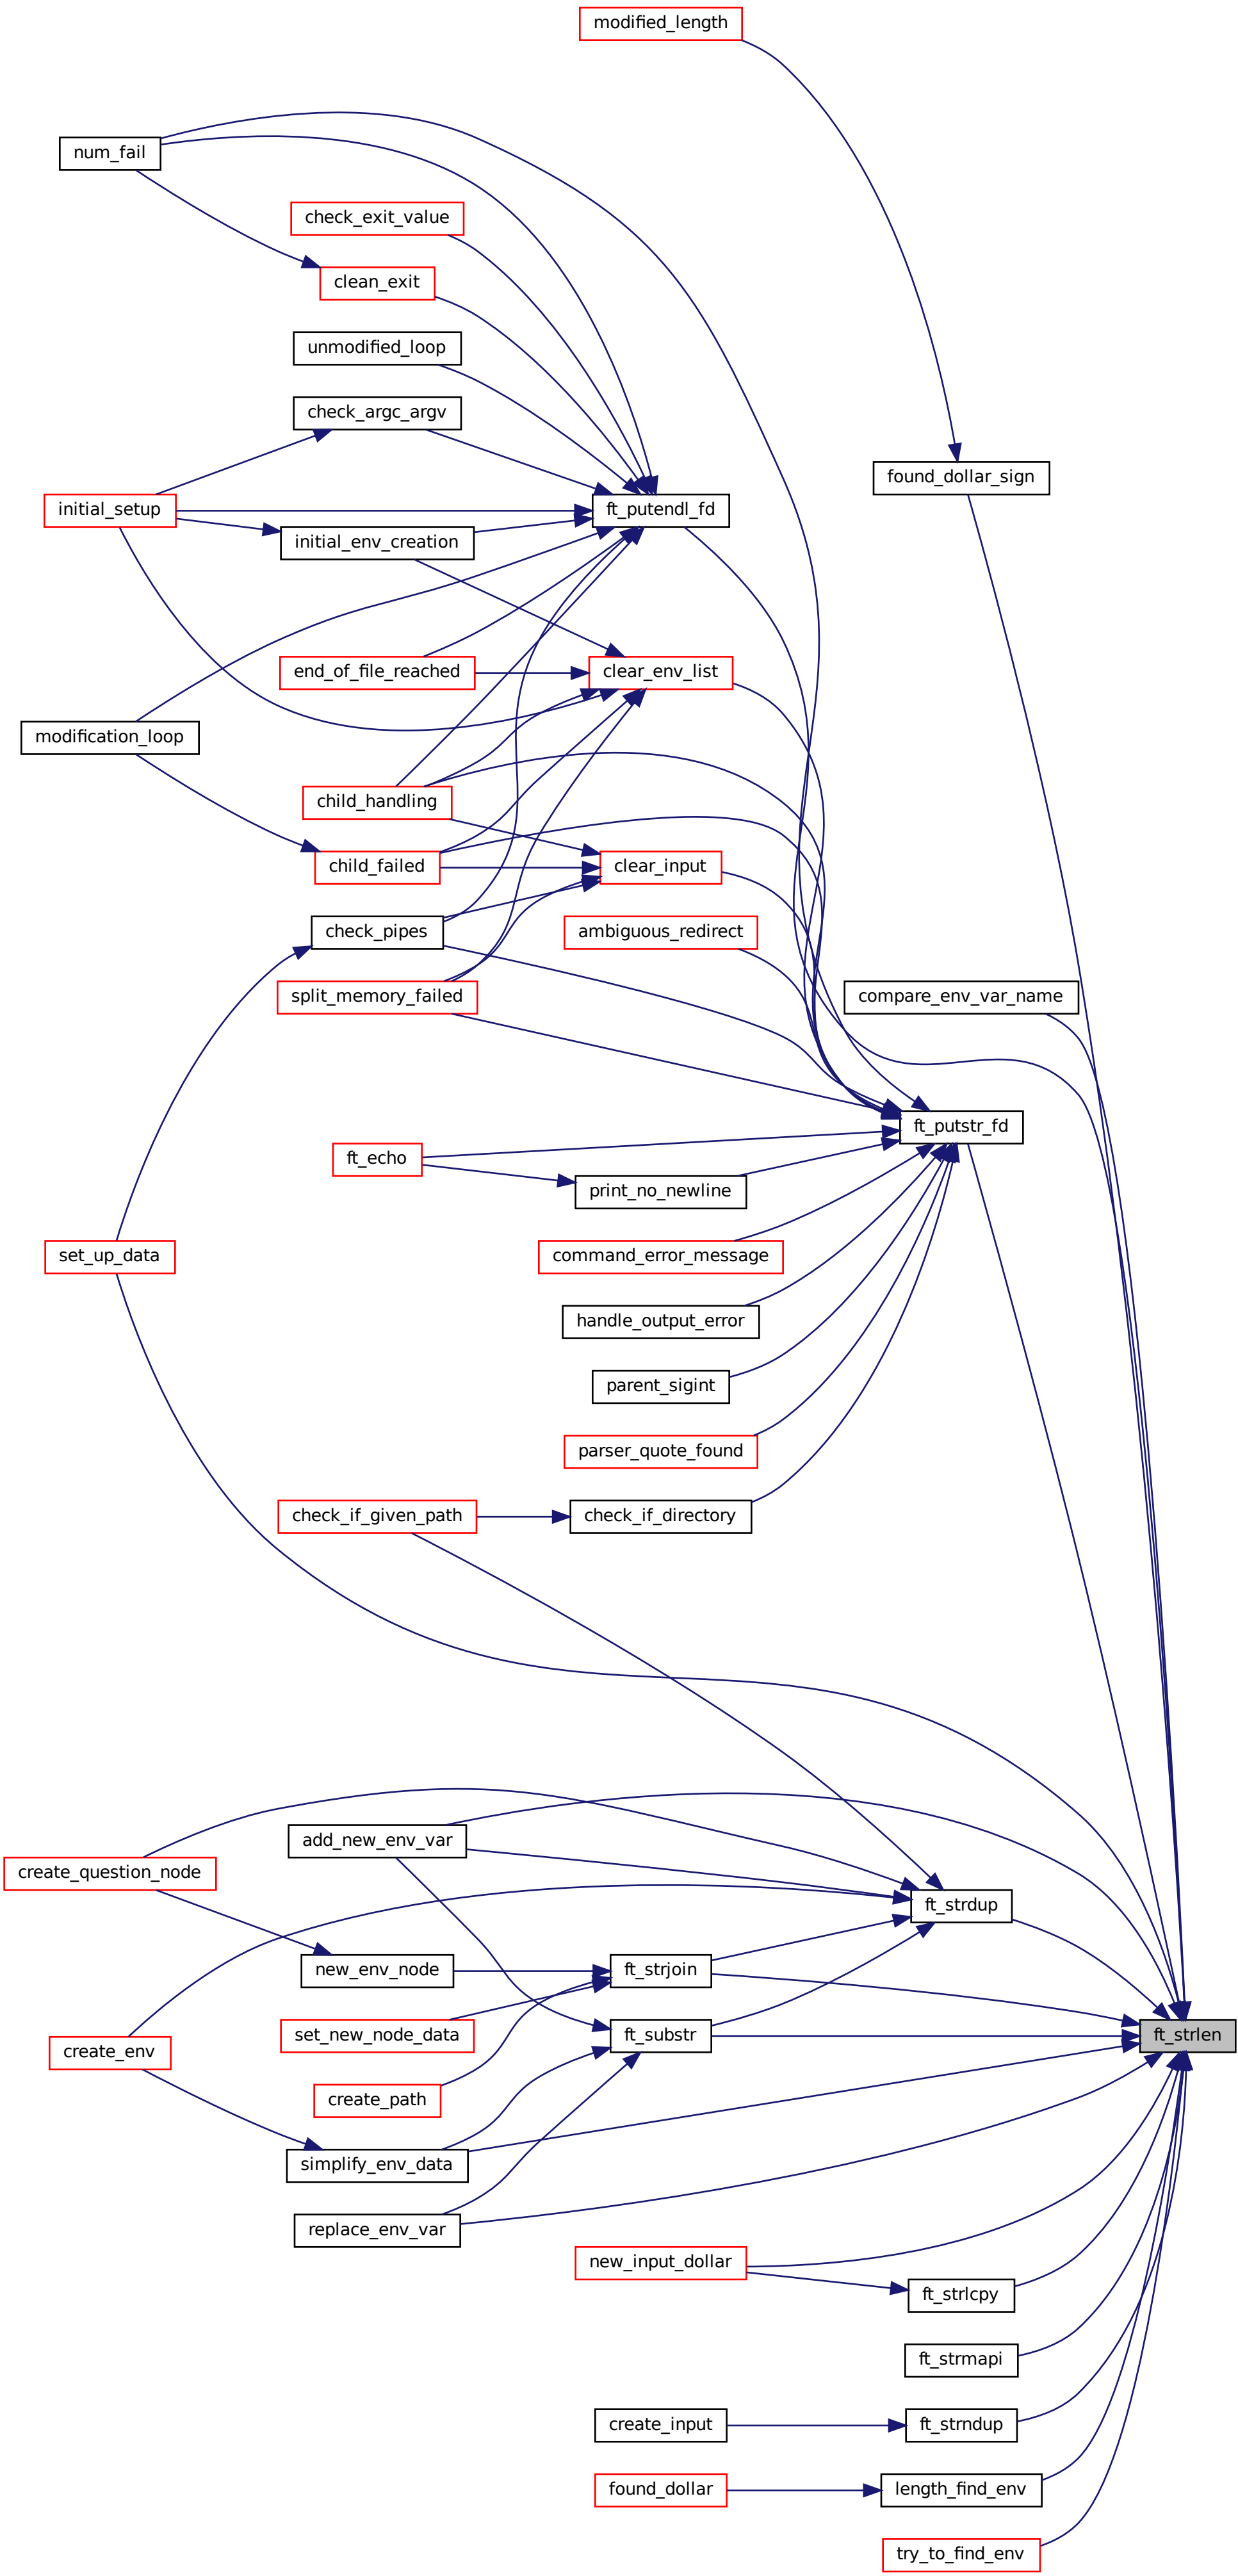 modified_length
num_fail
check_exit_value
clean_exit
unmodified_loop
check_argc_argv
found_dollar_sign
initial_setup
ft_putendl_fd
initial_env_creation
end_of_file_reached
clear_env_list
modification_loop
child_handling
child_failed
clear_input
check_pipes
ambiguous_redirect
split_memory_failed
compare_env_var_name
ft_putstr_fd
ft_echo
print_no_newline
set_up_data
command_error_message
handle_output_error
parent_sigint
parser_quote_found
check_if_given_path
check_if_directory
add_new_env_var
create_question_node
ft_strdup
new_env_node
ft_strjoin
set_new_node_data
ft_substr
ft_strlen
create_env
create_path
simplify_env_data
replace_env_var
new_input_dollar
ft_strlcpy
ft_strmapi
create_input
ft_strndup
found_dollar
length_find_env
try_to_find_env